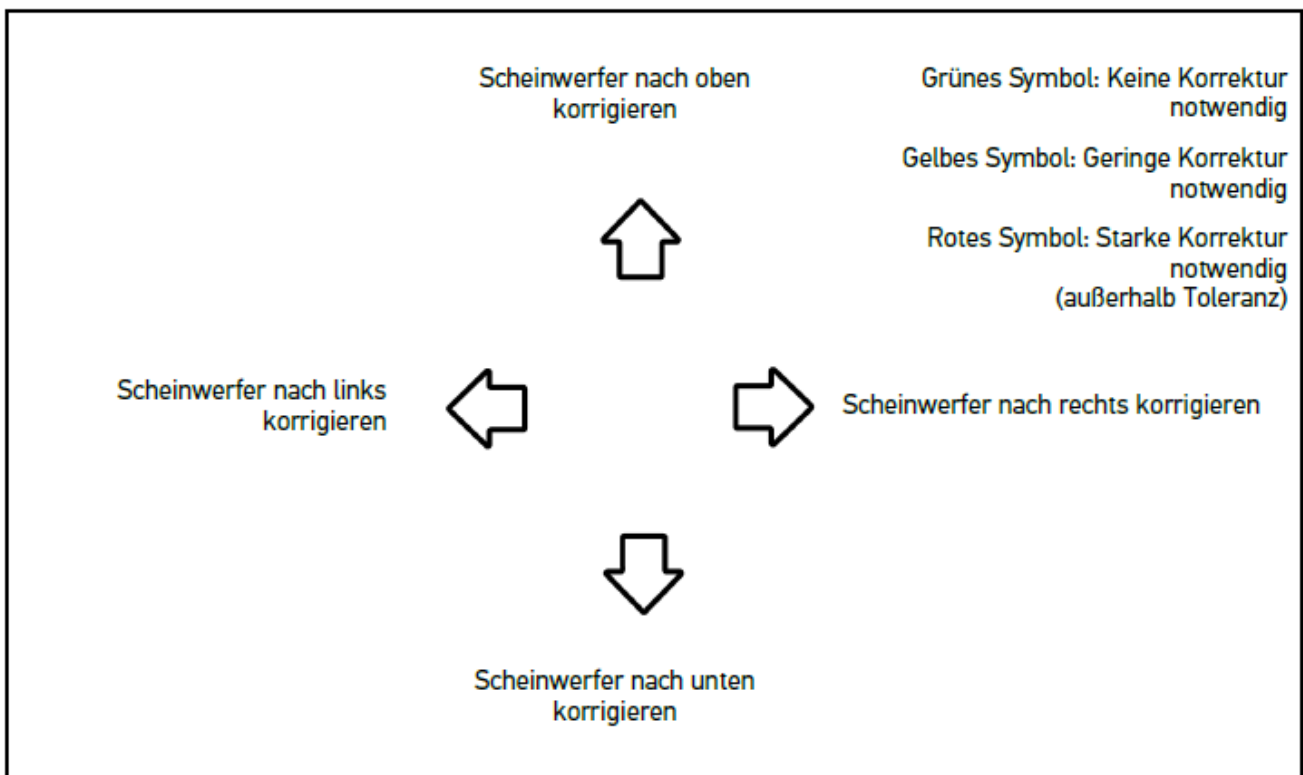 Scheinwerfer nach oben
korrigieren
Grünes Symbol: Keine Korrektur
notwendig
Gelbes Symbol: Geringe Korrektur
notwendig
Rotes Symbol: Starke Korrektur
notwendig
(außerhalb Toleranz)
Scheinwerfer nach links
korrigieren
Scheinwerfer nach rechts korrigieren
Scheinwerfer nach unten
korrigieren